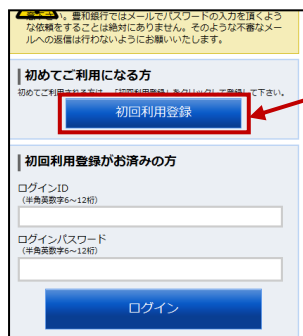 い。豊和銀行ではメールでパスワードの入力を頂くよう
な依頼をすることは絶対にありません。そのような不審なメー
ルへの返信は行わないようにお願いいたします。
初めてご利用になる方
初めてご利用される方は、「初回利用登録」をクリックして登録して下さい。
初回利用登録
初回利用登録がお済みの方
ログインID
(半角英数字6~12桁)
ログインパスワード
(半角英数字6~12桁)
ログイン